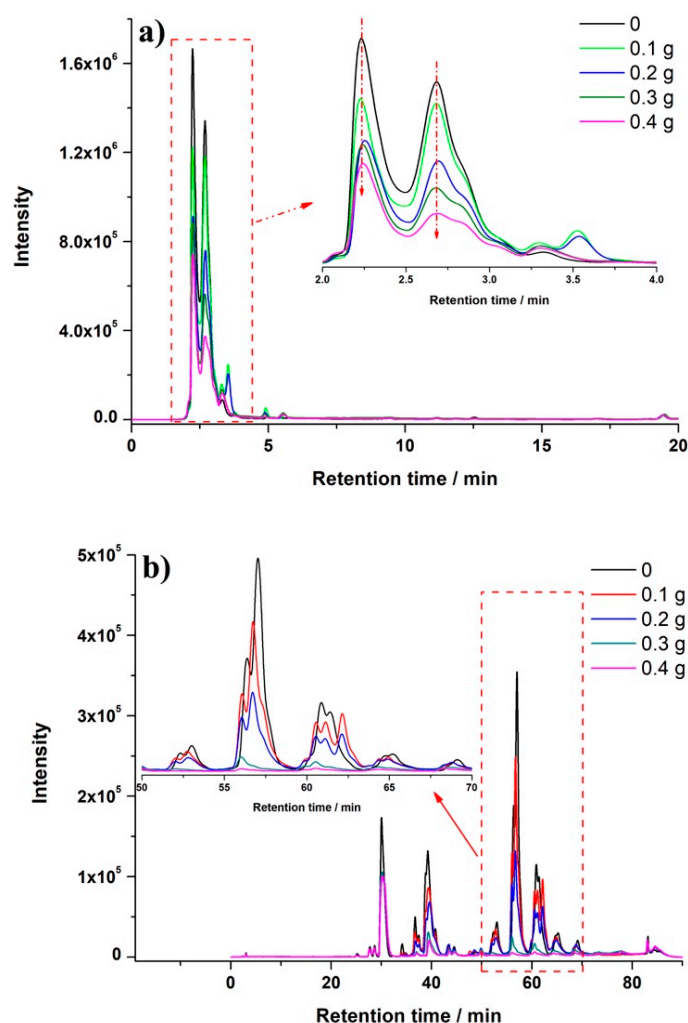 a)
0
0.1 g
0.2 g
0.3 g
0.4 g
1.6x10⁶
1.2x10⁶
8.0x10⁵
4.0x10⁵
0.0
Intensity
2.0 2.5 3.0 3.5 4.0
Retention time / min
0 5 10 15 20
Retention time / min
b)
0
0.1 g
0.2 g
0.3 g
0.4 g
5x10⁵
4x10⁵
3x10⁵
2x10⁵
1x10⁵
0
Intensity
50 55 60 65 70
Retention time / min
0 20 40 60 80
Retention time / min